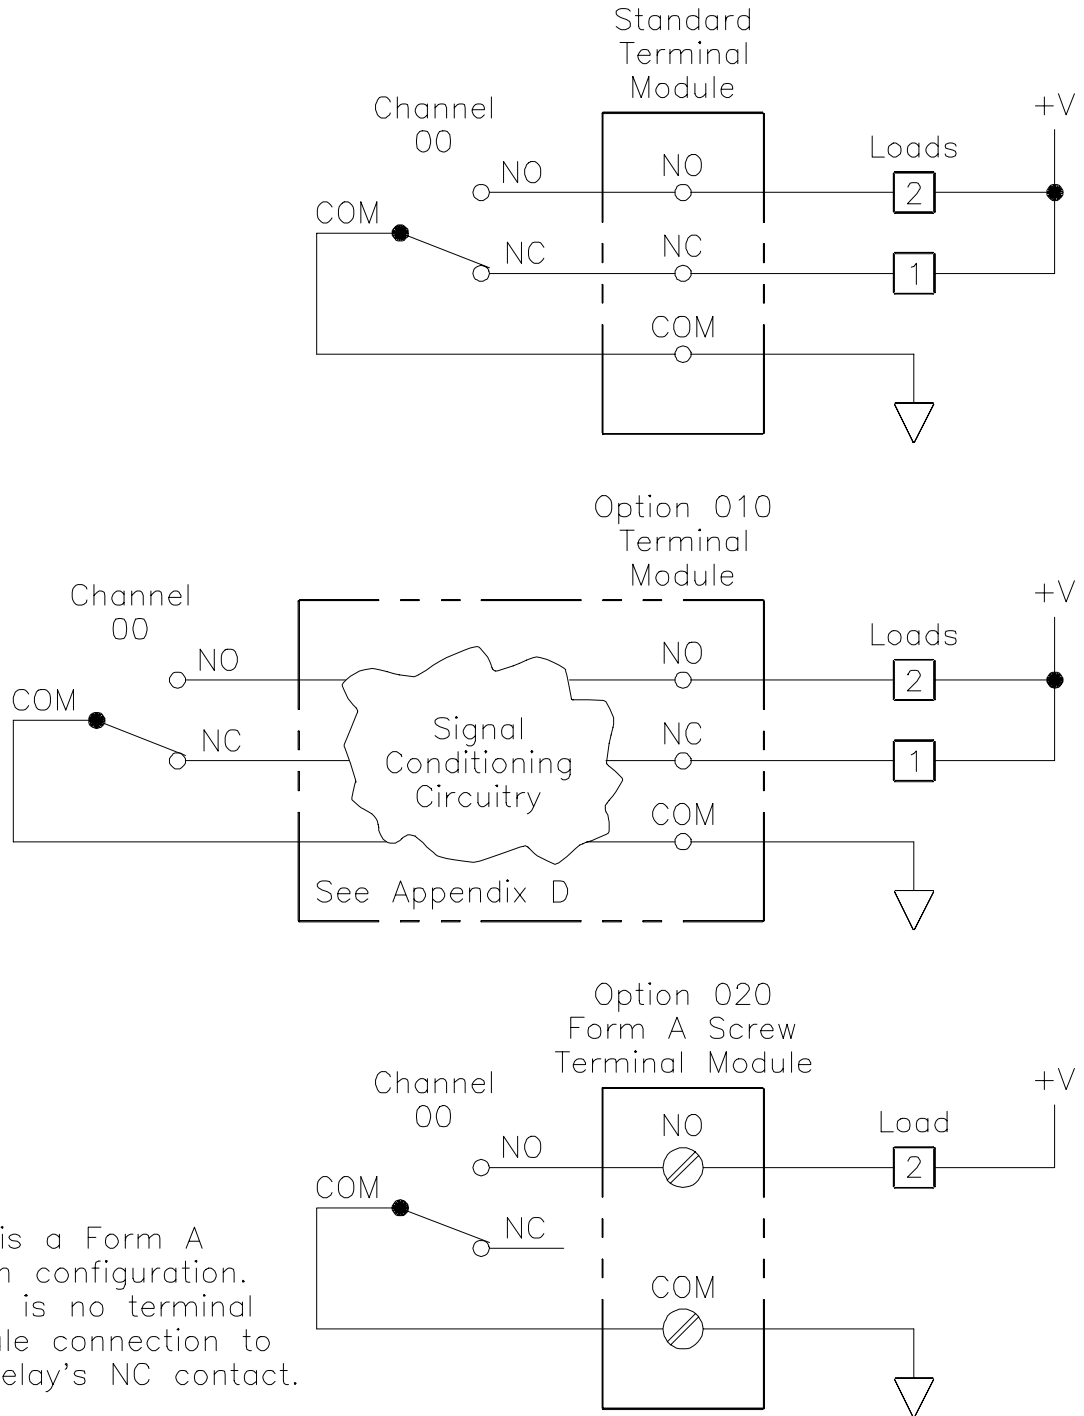 Standard
Terminal
Module
Channel
00
+V
Loads
NO
NO
2
COM
NC
NC
1
COM
Option 010
Terminal
Module
Channel
00
+V
Loads
NO
NO
2
COM
NC
NC
1
Signal
Conditioning
Circuitry
COM
See Appendix D
Option 020
Form A Screw
Terminal Module
Channel
00
+V
Load
NO
NO
2
COM
NC
COM
is a Form A
configuration.
is no terminal
connection to
NC contact.